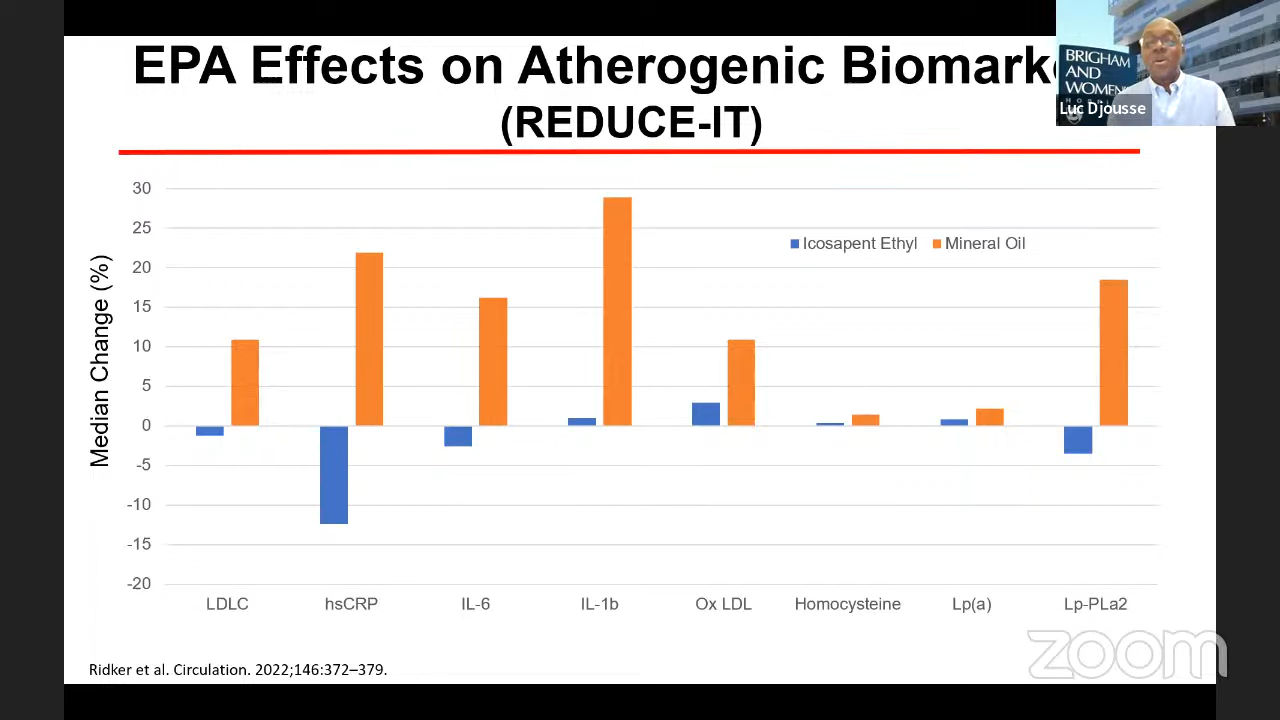 EPA Effects on Atherogenic Biomark
(REDUCE-IT)
BRIGHAM
AND
WOMEN'S
Luc Djousse
Median Change (%)
30
25
20
15
10
5
0
-5
-10
-15
-20
Icosapent Ethyl
Mineral Oil
LDLC
hsCRP
IL-6
IL-1b
Ox LDL
Homocysteine
Lp(a)
Lp-PLa2
Ridker et al. Circulation. 2022;146:372–379.
zoom